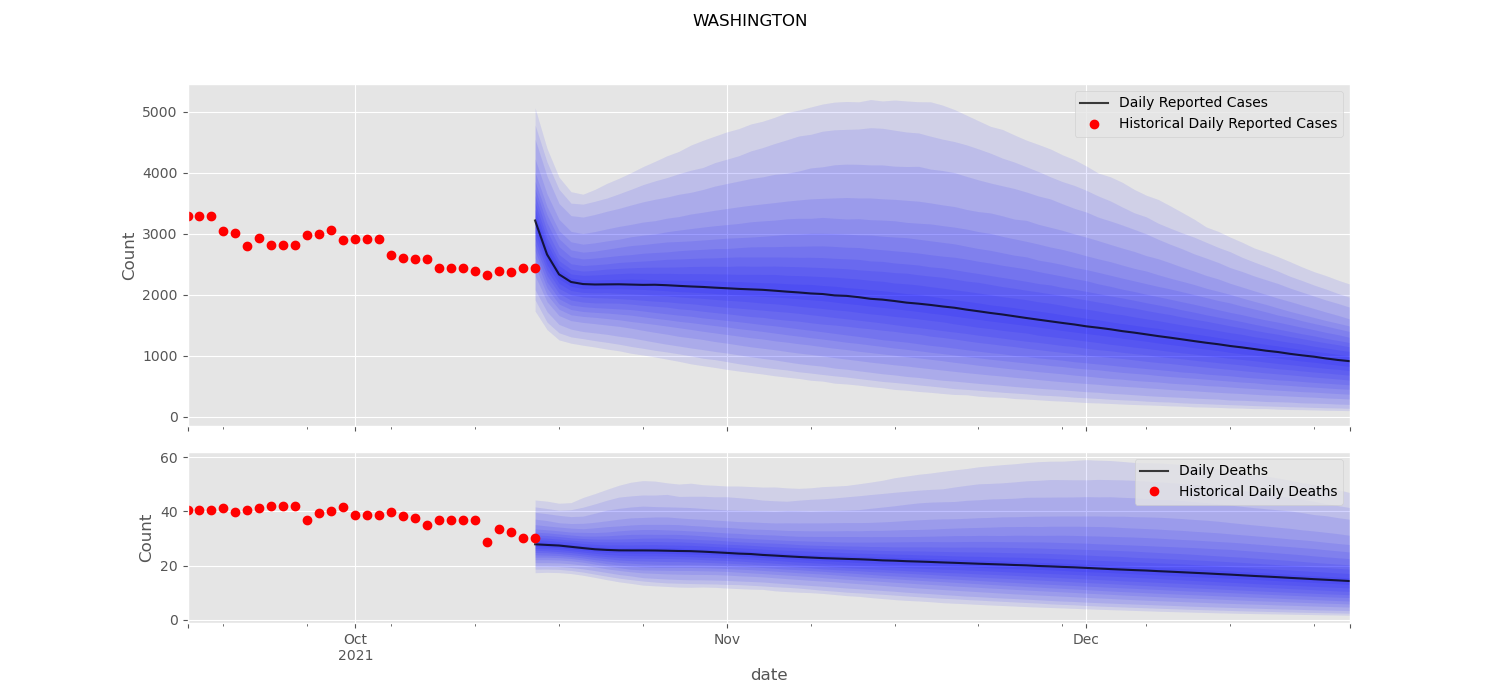 WASHINGTON
5000
4000
3000
2000
1000
0
Count
Daily Reported Cases
Historical Daily Reported Cases
60
40
20
0
Count
Daily Deaths
Historical Daily Deaths
Oct
2021
Nov
Dec
date